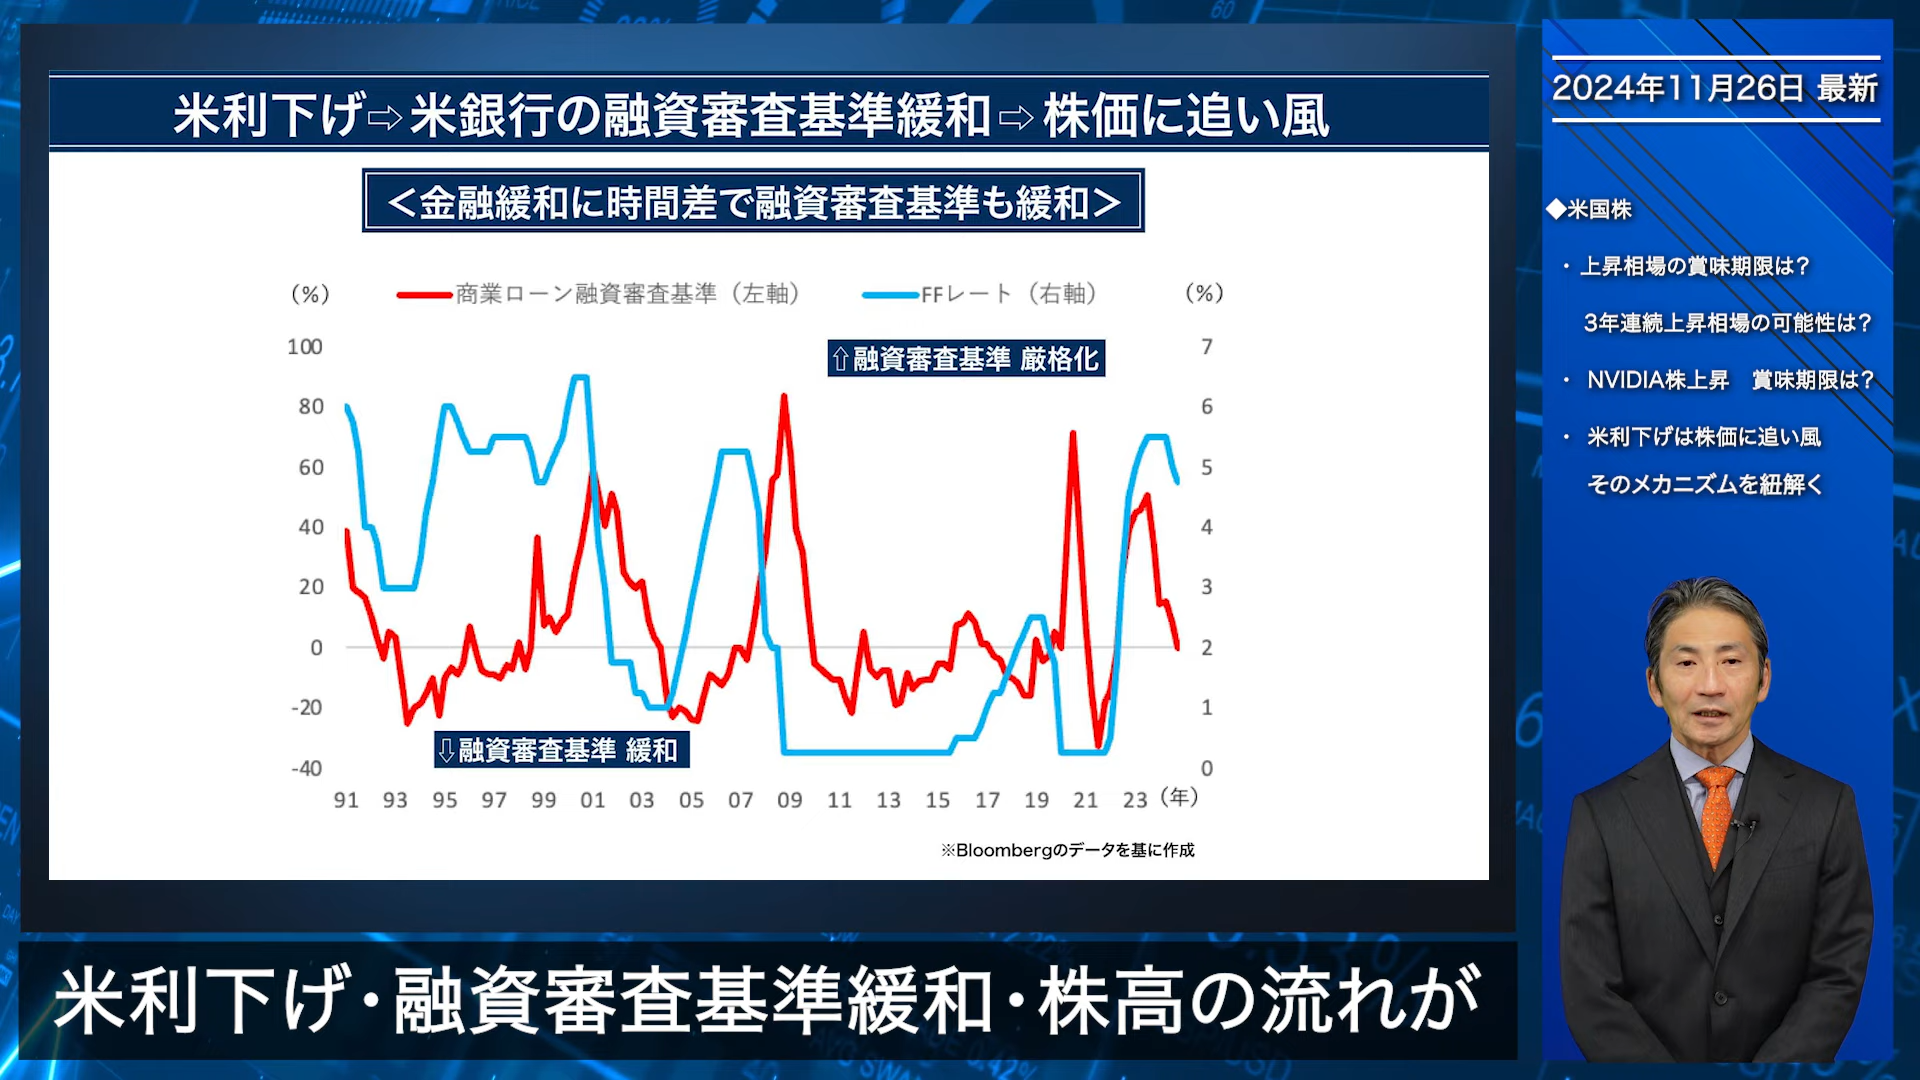 米利下げ⇨米銀行の融資審査基準緩和⇨株価に追い風
＜金融緩和に時間差で融資審査基準も緩和＞
(%)
商業ローン融資審査基準（左軸）
FFレート（右軸）
(%)
⇧融資審査基準 厳格化
100
80
60
40
20
0
-20
-40
7
6
5
4
3
2
1
0
⇩融資審査基準 緩和
91 93 95 97 99 01 03 05 07 09 11 13 15 17 19 21 23 (年)
※Bloombergのデータを基に作成
米利下げ・融資審査基準緩和・株高の流れが
2024年11月26日 最新
◆米国株
・上昇相場の賞味期限は？
3年連続上昇相場の可能性は？
・NVIDIA株上昇　賞味期限は？
・米利下げは株価に追い風
そのメカニズムを紐解く